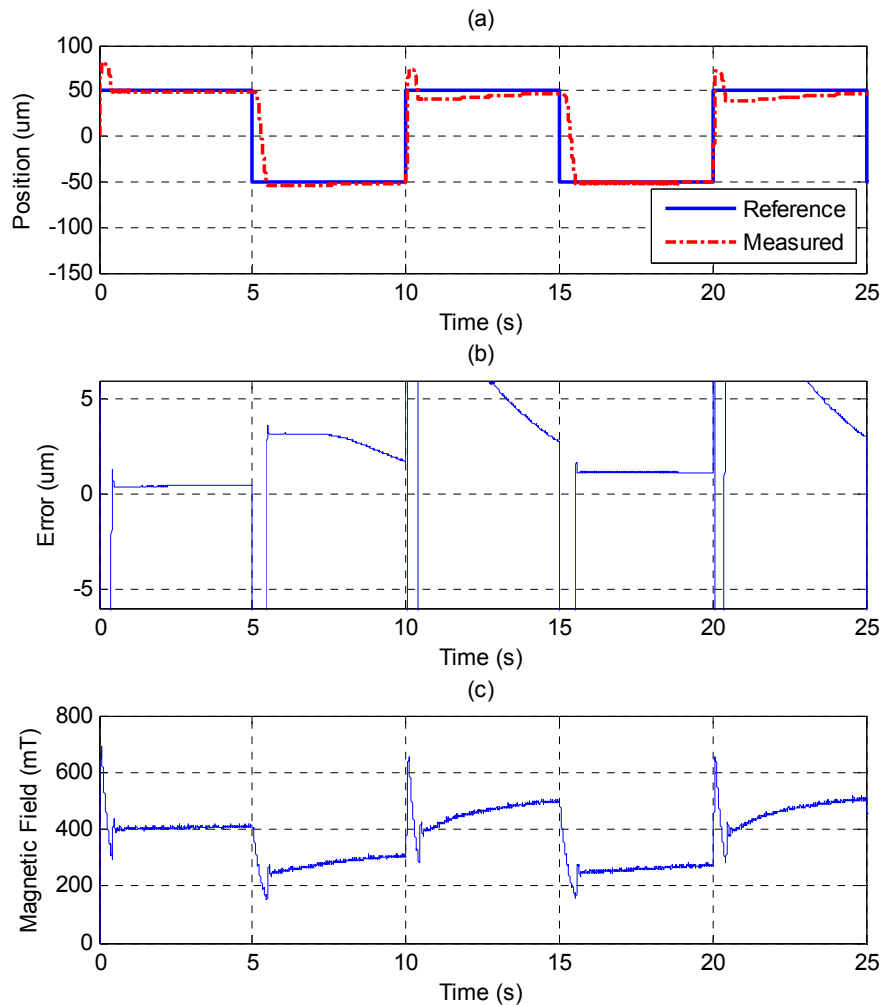 (a)
100
50
0
-50
-100
-150
Position (um)
Reference
Measured
0 5 10 15 20 25
Time (s)
(b)
5
0
-5
Error (um)
0 5 10 15 20 25
Time (s)
(c)
800
600
400
200
0
Magnetic Field (mT)
0 5 10 15 20 25
Time (s)